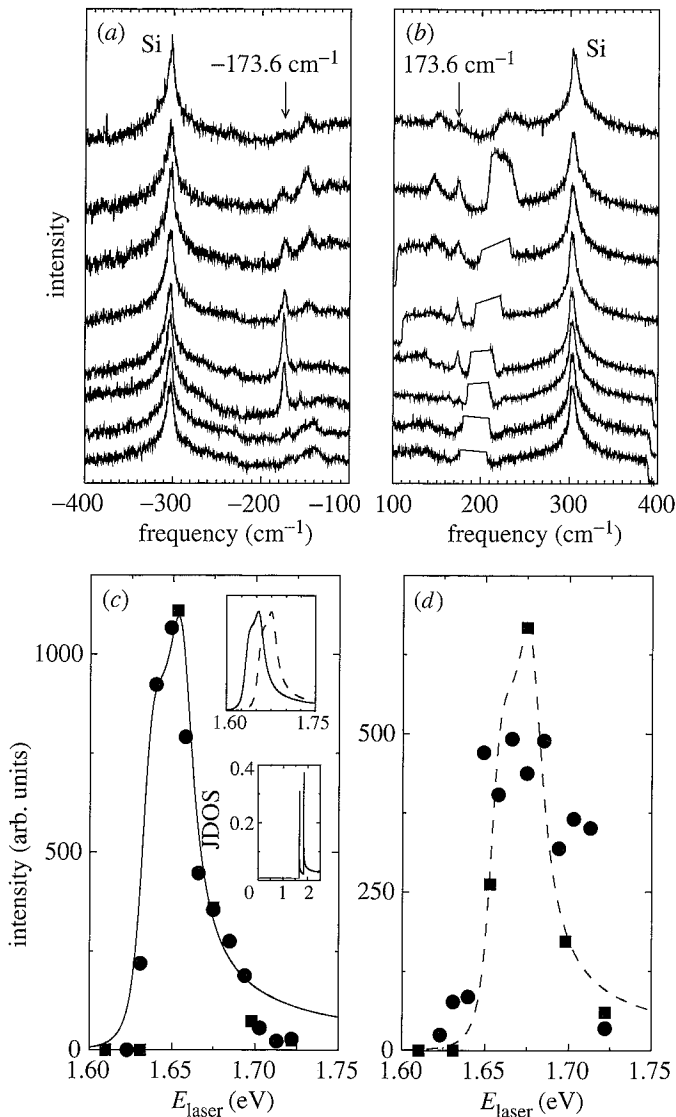 (a)
Si
−173.6 cm⁻¹
(b)
173.6 cm⁻¹
Si
intensity
−400 −300 −200 −100
100 200 300 400
frequency (cm⁻¹)
frequency (cm⁻¹)
(c)
1000
500
0
intensity (arb. units)
1.60 1.75
JDOS
0.4
0.2
0 1 2
1.60 1.65 1.70 1.75
E_laser (eV)
(d)
500
250
0
1.60 1.65 1.70 1.75
E_laser (eV)